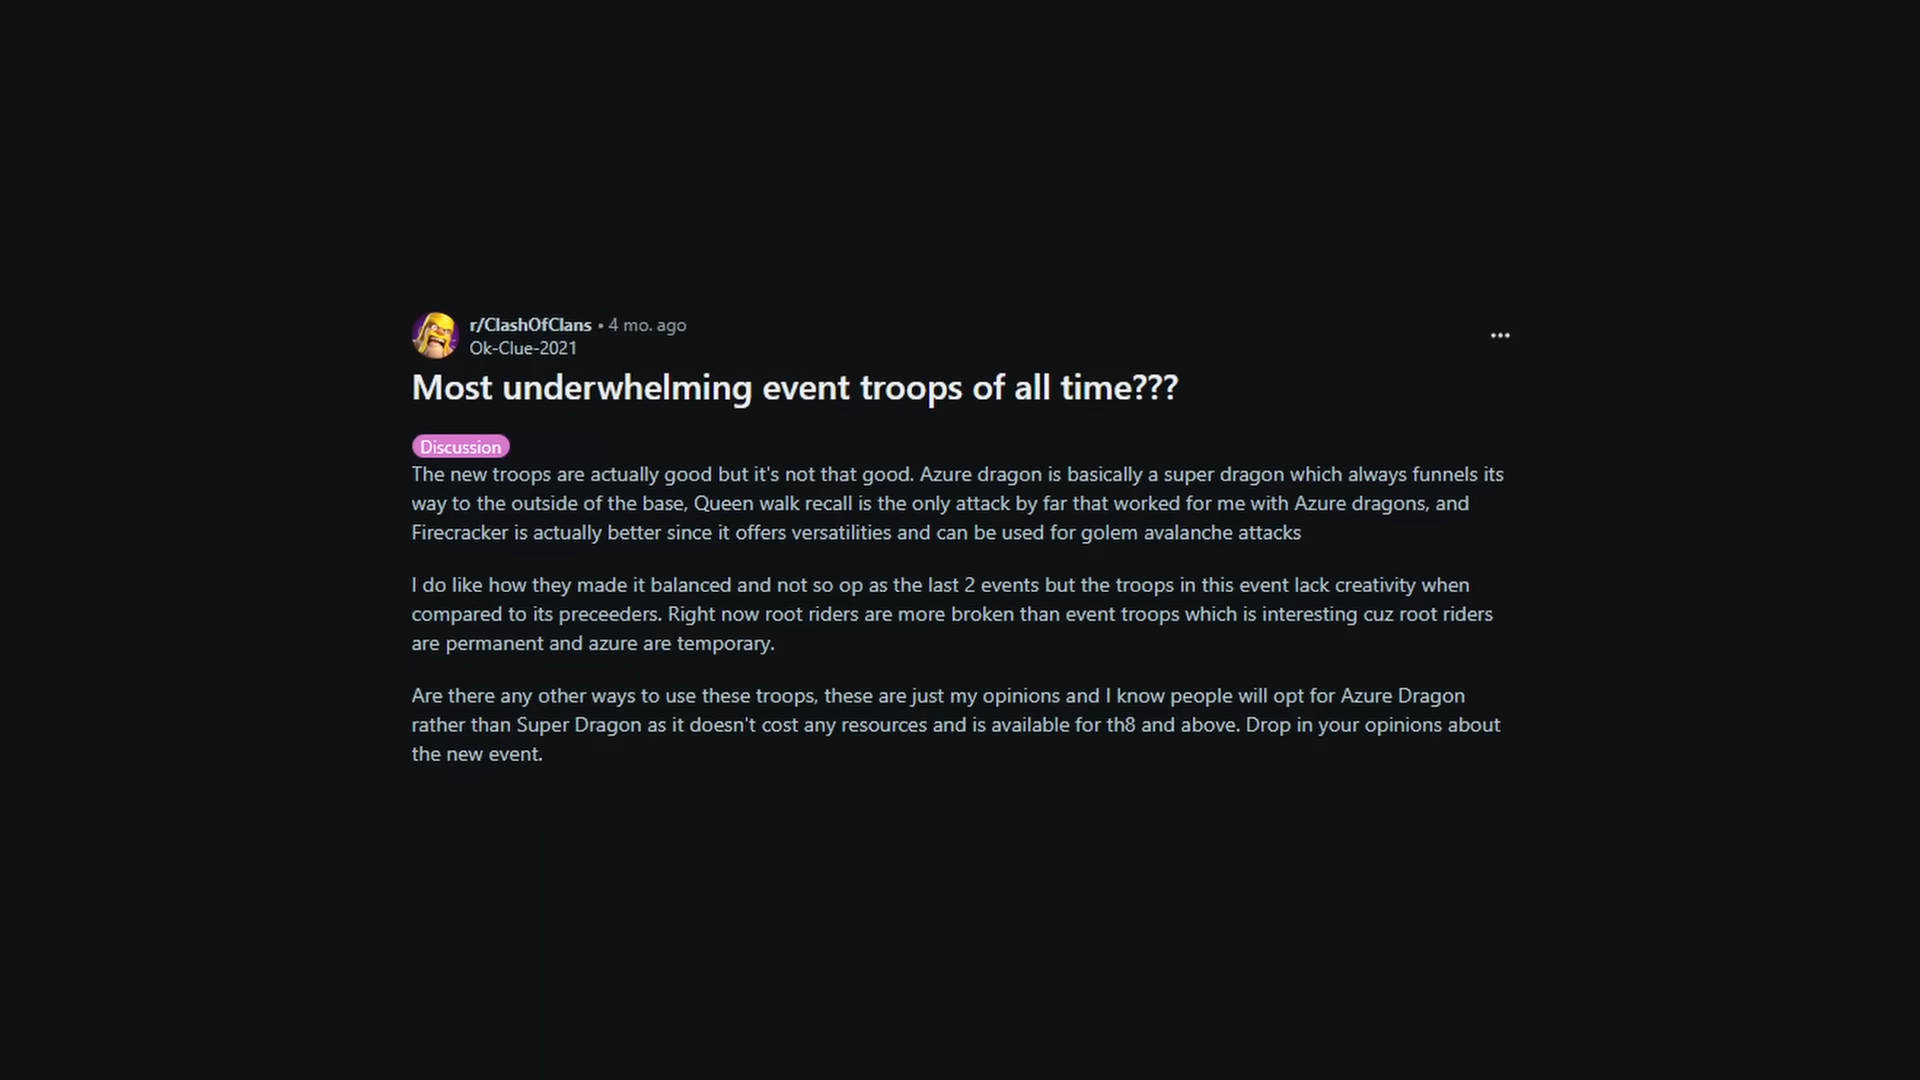 r/ClashOfClans • 4 mo. ago
Ok-Clue-2021
Most underwhelming event troops of all time???
Discussion
The new troops are actually good but it's not that good. Azure dragon is basically a super dragon which always funnels its
way to the outside of the base, Queen walk recall is the only attack by far that worked for me with Azure dragons, and
Firecracker is actually better since it offers versatilities and can be used for golem avalanche attacks
I do like how they made it balanced and not so op as the last 2 events but the troops in this event lack creativity when
compared to its preceeders. Right now root riders are more broken than event troops which is interesting cuz root riders
are permanent and azure are temporary.
Are there any other ways to use these troops, these are just my opinions and I know people will opt for Azure Dragon
rather than Super Dragon as it doesn't cost any resources and is available for th8 and above. Drop in your opinions about
the new event.